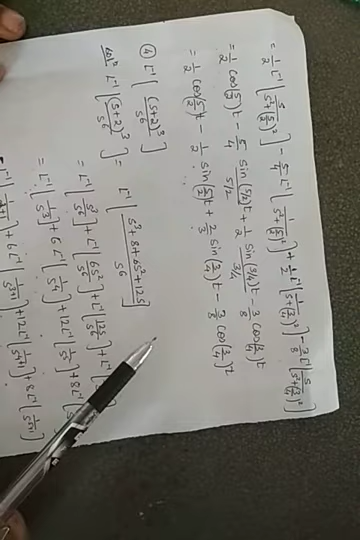 = 1/2 L⁻¹[s/(s²+(5/2)²)] − 5/4 L⁻¹[1/(s²+(5/2)²)] + 1/2 L⁻¹[1/(s²+(3/4)²)] − 3/8 L⁻¹[s/(s²+(3/4)²)]
= 1/2 cos(5/2)t − 5/4 sin(5/2)t/(5/2) + 1/2 sin(3/4)t/(3/4) − 3/8 cos(3/4)t
= 1/2 cos(5/2)t − 1/2 sin(5/2)t + 2/3 sin(3/4)t − 3/8 cos(3/4)t
④ L⁻¹[(s+2)³/s⁶]
solⁿ L⁻¹[(s+2)³/s⁶] = L⁻¹[(s³+8+6s²+12s)/s⁶]
= L⁻¹[s³/s⁶] + L⁻¹[6s²/s⁶] + L⁻¹[12s/s⁶] + L⁻¹
= L⁻¹[1/s³] + 6 L⁻¹[1/s⁴] + 12 L⁻¹[1/s⁵] + 8 L⁻¹
+ 6 L⁻¹[1/s³⁺¹] + 12 L⁻¹[1/s⁴⁺¹] + 8 L⁻¹[1/s⁵⁺¹]